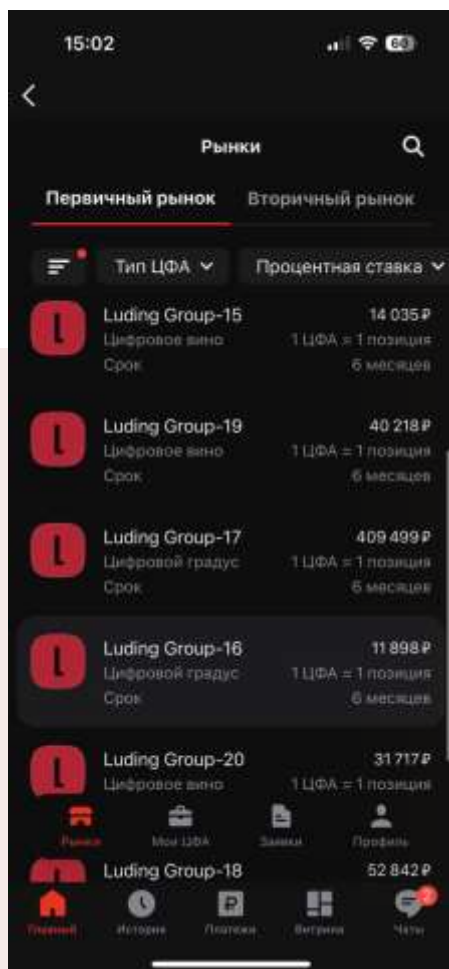 15:02
60
Рынки
Первичный рынок Вторичный рынок
Тип ЦФА Процентная ставка
Luding Group-15 14 035 ₽
Цифровое вино 1 ЦФА = 1 позиция
Срок 6 месяцев
Luding Group-19 40 218 ₽
Цифровое вино 1 ЦФА = 1 позиция
Срок 6 месяцев
Luding Group-17 409 499 ₽
Цифровой градус 1 ЦФА = 1 позиция
Срок 6 месяцев
Luding Group-16 11 898 ₽
Цифровой градус 1 ЦФА = 1 позиция
Срок 6 месяцев
Luding Group-20 31 717 ₽
Цифровое вино 1 ЦФА = 1 позиция
Рынки Мои ЦФА Заявки Профиль
Luding Group-18 52 842 ₽
2
Главный История Платежи Витрина Чаты